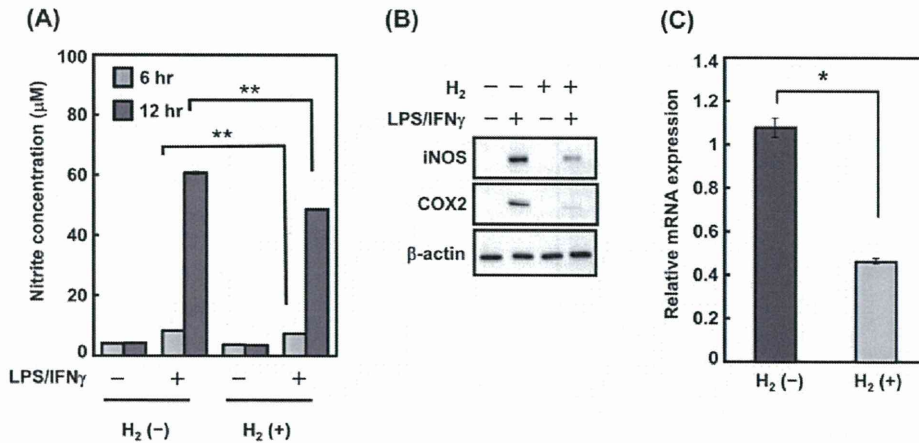 (A)
Nitrite concentration (μM)
100
80
60
40
20
0
6 hr
12 hr
**
**
LPS/IFNγ
− + − +
H2 (−) H2 (+)
(B)
H2 − − + +
LPS/IFNγ − + − +
iNOS
COX2
β-actin
(C)
Relative mRNA expression
1.4
1.2
1
0.8
0.6
0.4
0.2
0
*
H2 (−) H2 (+)